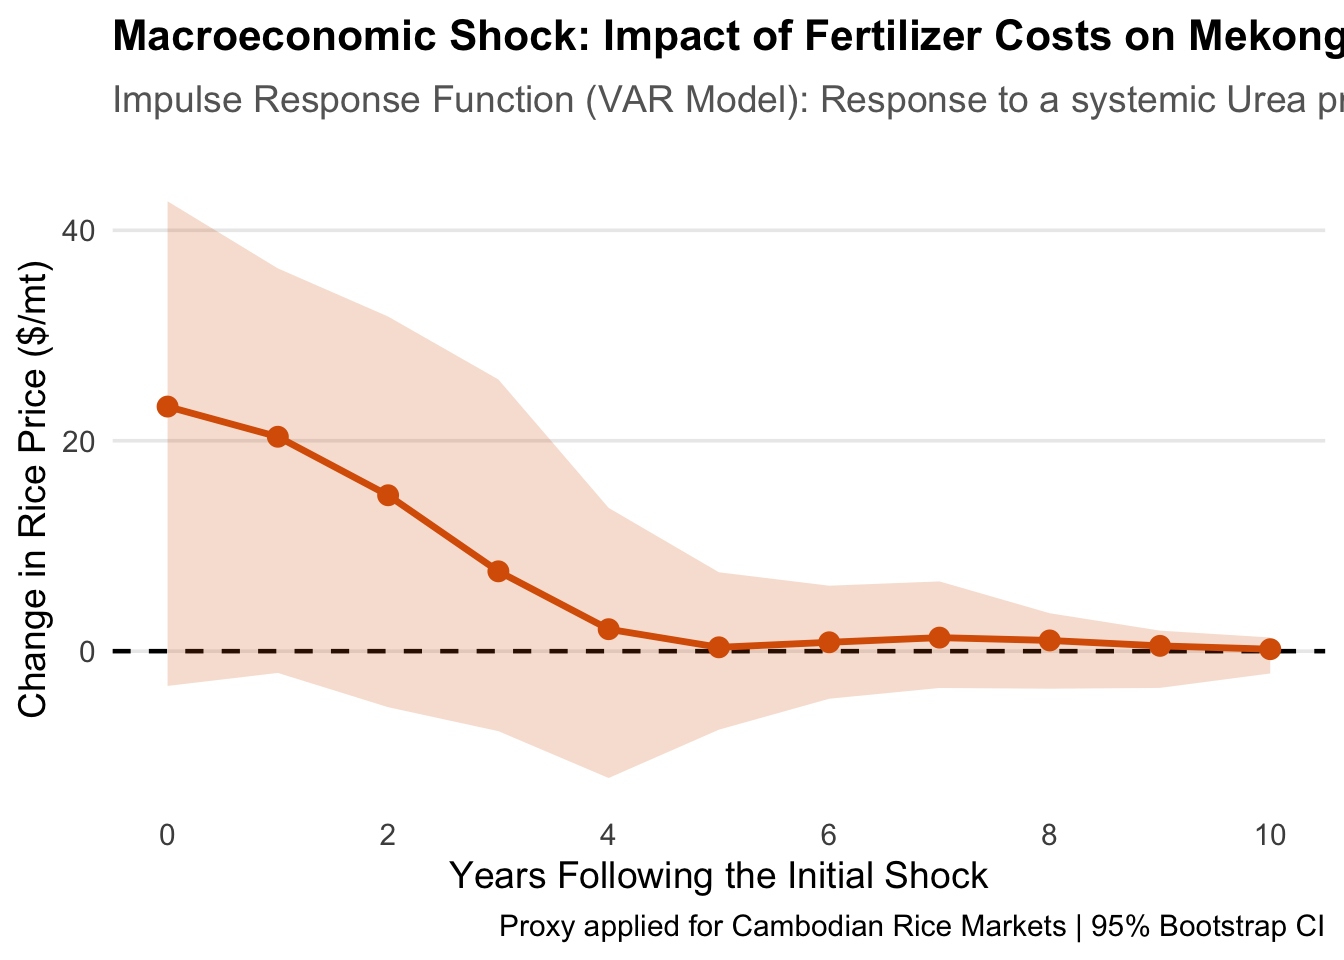 Macroeconomic Shock: Impact of Fertilizer Costs on Mekong
Impulse Response Function (VAR Model): Response to a systemic Urea
Change in Rice Price ($/mt)
40
20
0
0 2 4 6 8 10
Years Following the Initial Shock
Proxy applied for Cambodian Rice Markets | 95% Bootstrap CI